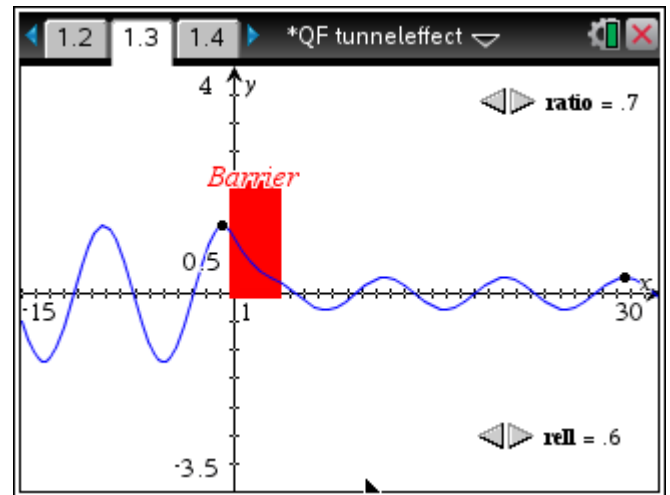 1.2 1.3 1.4 *QF tunneleffect
4 y
ratio = .7
Barrier
0.5
x
-15 1 30
rell = .6
-3.5